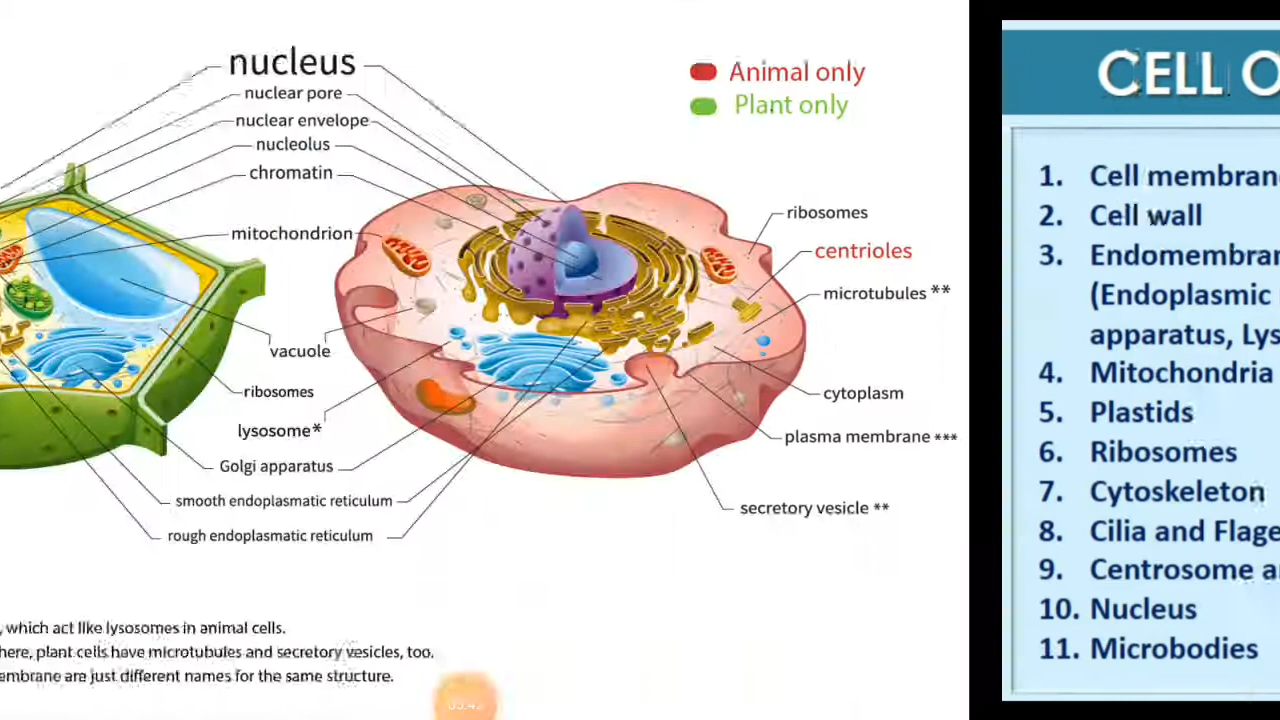 nucleus
nuclear pore
nuclear envelope
nucleolus
chromatin
mitochondrion
vacuole
ribosomes
lysosome*
Golgi apparatus
smooth endoplasmatic reticulum
rough endoplasmatic reticulum
Animal only
Plant only
ribosomes
centrioles
microtubules **
cytoplasm
plasma membrane ***
secretory vesicle **
, which act like lysosomes in animal cells.
here, plant cells have microtubules and secretory vesicles, too.
embrane are just different names for the same structure.
CELL O
1. Cell membran
2. Cell wall
3. Endomembran
(Endoplasmic
apparatus, Lys
4. Mitochondria
5. Plastids
6. Ribosomes
7. Cytoskeleton
8. Cilia and Flage
9. Centrosome a
10. Nucleus
11. Microbodies